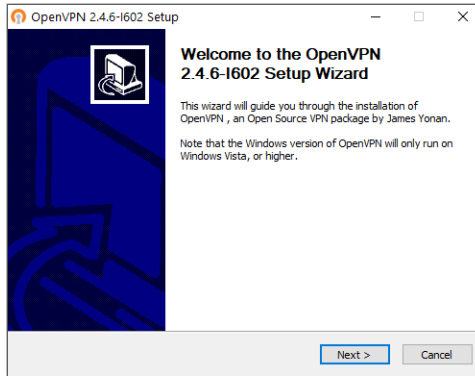 OpenVPN 2.4.6-I602 Setup
Welcome to the OpenVPN
2.4.6-I602 Setup Wizard
This wizard will guide you through the installation of
OpenVPN , an Open Source VPN package by James Yonan.
Note that the Windows version of OpenVPN will only run on
Windows Vista, or higher.
Next >
Cancel